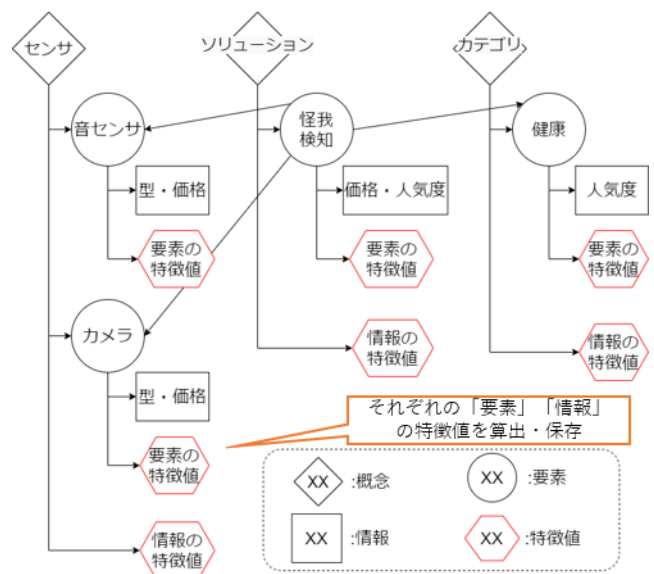 センサ
ソリューション
カテゴリ
音センサ
怪我
検知
健康
型・価格
価格・人気度
人気度
要素の
特徴値
要素の
特徴値
要素の
特徴値
カメラ
情報の
特徴値
情報の
特徴値
型・価格
それぞれの「要素」「情報」
の特徴値を算出・保存
要素の
特徴値
XX :概念
XX :要素
情報の
特徴値
XX :情報
XX :特徴値